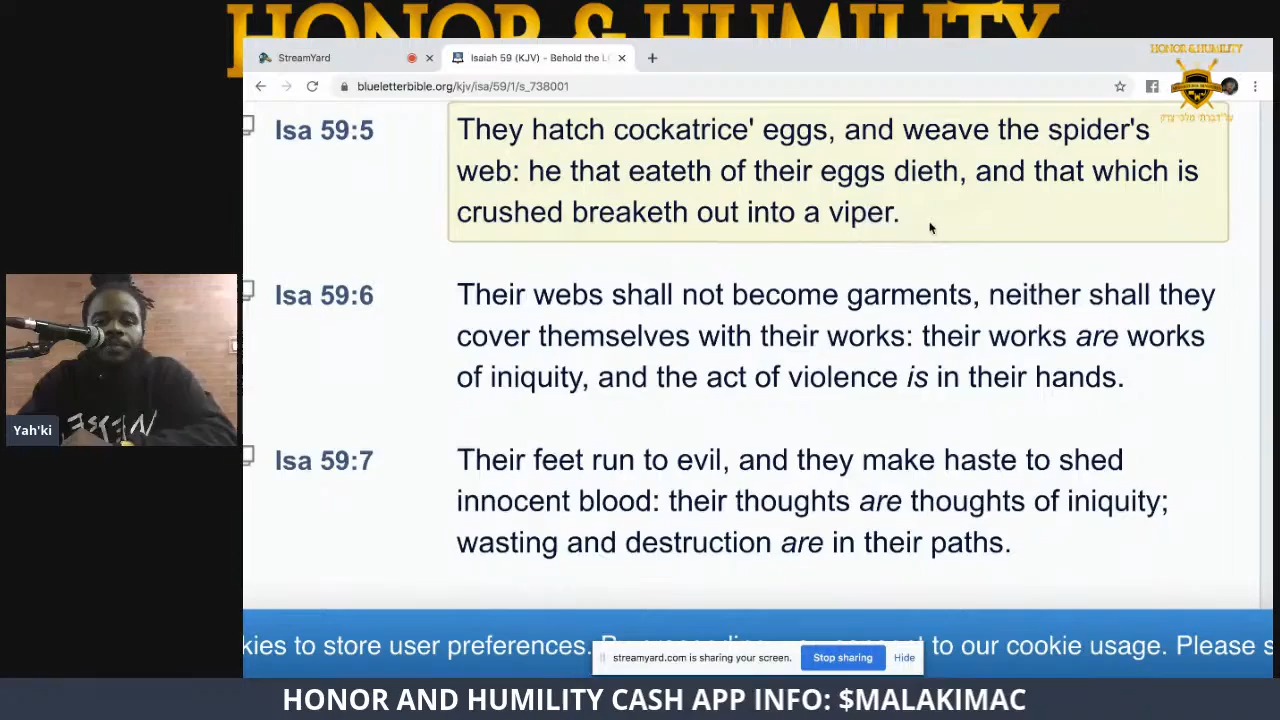 HONOR & HUMILITY
StreamYard
Isaiah 59 (KJV) - Behold the L
HONOR & HUMILITY
blueletterbible.org/kjv/isa/59/1/s_738001
Isa 59:5
They hatch cockatrice' eggs, and weave the spider's
web: he that eateth of their eggs dieth, and that which is
crushed breaketh out into a viper.
Isa 59:6
Their webs shall not become garments, neither shall they
cover themselves with their works: their works are works
of iniquity, and the act of violence is in their hands.
Yah'ki
Isa 59:7
Their feet run to evil, and they make haste to shed
innocent blood: their thoughts are thoughts of iniquity;
wasting and destruction are in their paths.
kies to store user preferences. to our cookie usage. Please s
streamyard.com is sharing your screen.
Stop sharing
Hide
HONOR AND HUMILITY CASH APP INFO: $MALAKIMAC